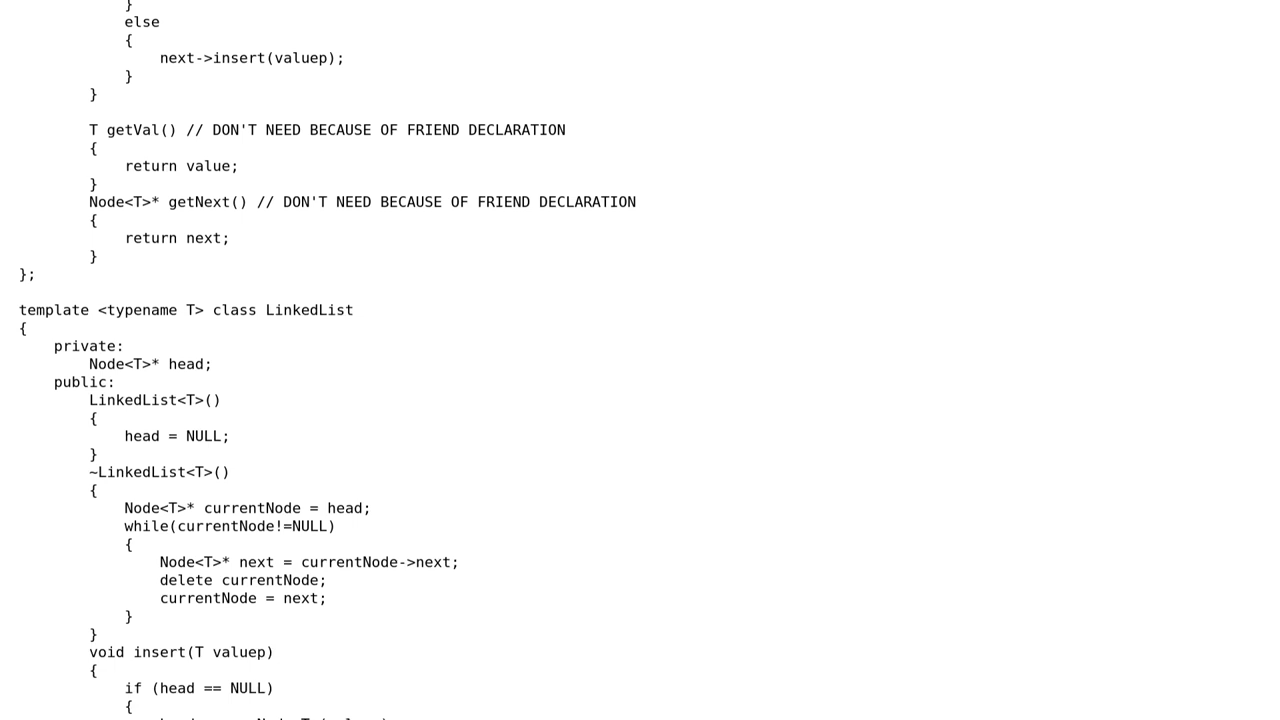 }
else
{
next->insert(valuep);
}
}
T getVal() // DON'T NEED BECAUSE OF FRIEND DECLARATION
{
return value;
}
Node<T>* getNext() // DON'T NEED BECAUSE OF FRIEND DECLARATION
{
return next;
}
};
template <typename T> class LinkedList
{
private:
Node<T>* head;
public:
LinkedList<T>()
{
head = NULL;
}
~LinkedList<T>()
{
Node<T>* currentNode = head;
while(currentNode!=NULL)
{
Node<T>* next = currentNode->next;
delete currentNode;
currentNode = next;
}
}
void insert(T valuep)
{
if (head == NULL)
{